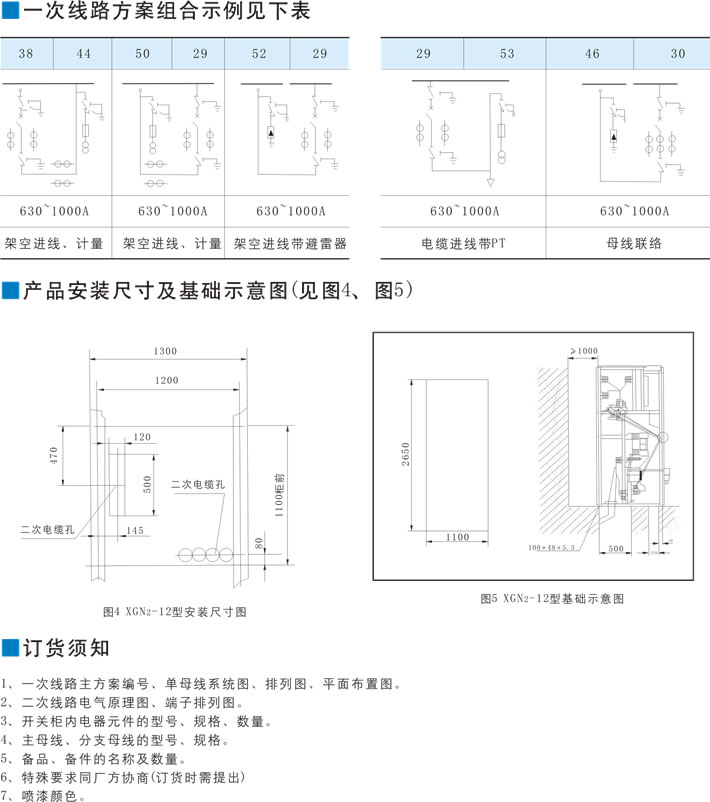 一次线路方案组合示例见下表
38 44 50 29 52 29 29 53 46 30
630~1000A 630~1000A 630~1000A 630~1000A 630~1000A
架空进线、计量 架空进线、计量 架空进线带避雷器 电缆进线带PT 母线联络
产品安装尺寸及基础示意图(见图4、图5)
1300
1200
120
470
500
二次电缆孔
1100柜前
二次电缆孔
145
80
图4 XGN2-12型安装尺寸图
≥1000
2650
1100
100×48×5.3
500
图5 XGN2-12型基础示意图
订货须知
1、一次线路主方案编号、单母线系统图、排列图、平面布置图。
2、二次线路电气原理图、端子排列图。
3、开关柜内电器元件的型号、规格、数量。
4、主母线、分支母线的型号、规格。
5、备品、备件的名称及数量。
6、特殊要求同厂方协商(订货时需提出)
7、喷漆颜色。